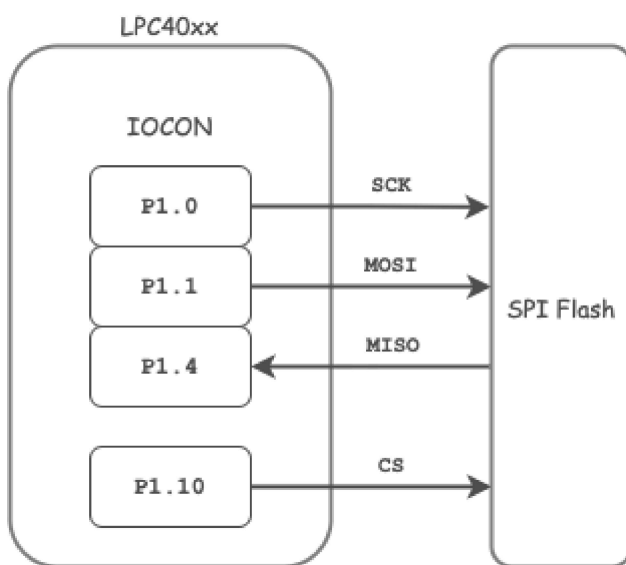 LPC40xx
IOCON
P1.0
SCK
P1.1
MOSI
SPI Flash
P1.4
MISO
P1.10
CS